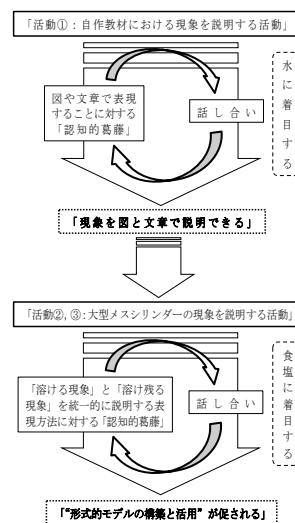 「活動①：自作教材における現象を説明する活動」
図や文章で表現
することに対する
「認知的葛藤」
話し合い
水に着目する
「現象を図と文章で説明できる」
「活動②,③：大型メスシリンダーの現象を説明する活動」
「溶ける現象」と「溶け残る
現象」を統一的に説明する表
現方法に対する「認知的葛藤」
話し合い
食塩に着目する
「“形式的モデルの構築と活用”が促される」